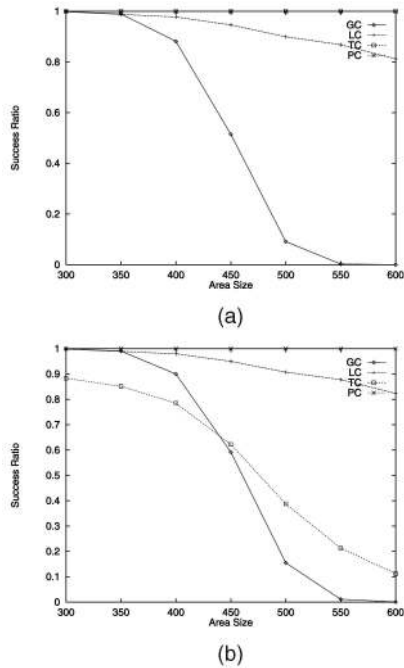 1
0.8
0.6
0.4
0.2
0
Success Ratio
GC
LC
TC
PC
300 350 400 450 500 550 600
Area Size
(a)
1
0.9
0.8
0.7
0.6
0.5
0.4
0.3
0.2
0.1
0
Success Ratio
GC
LC
TC
PC
300 350 400 450 500 550 600
Area Size
(b)